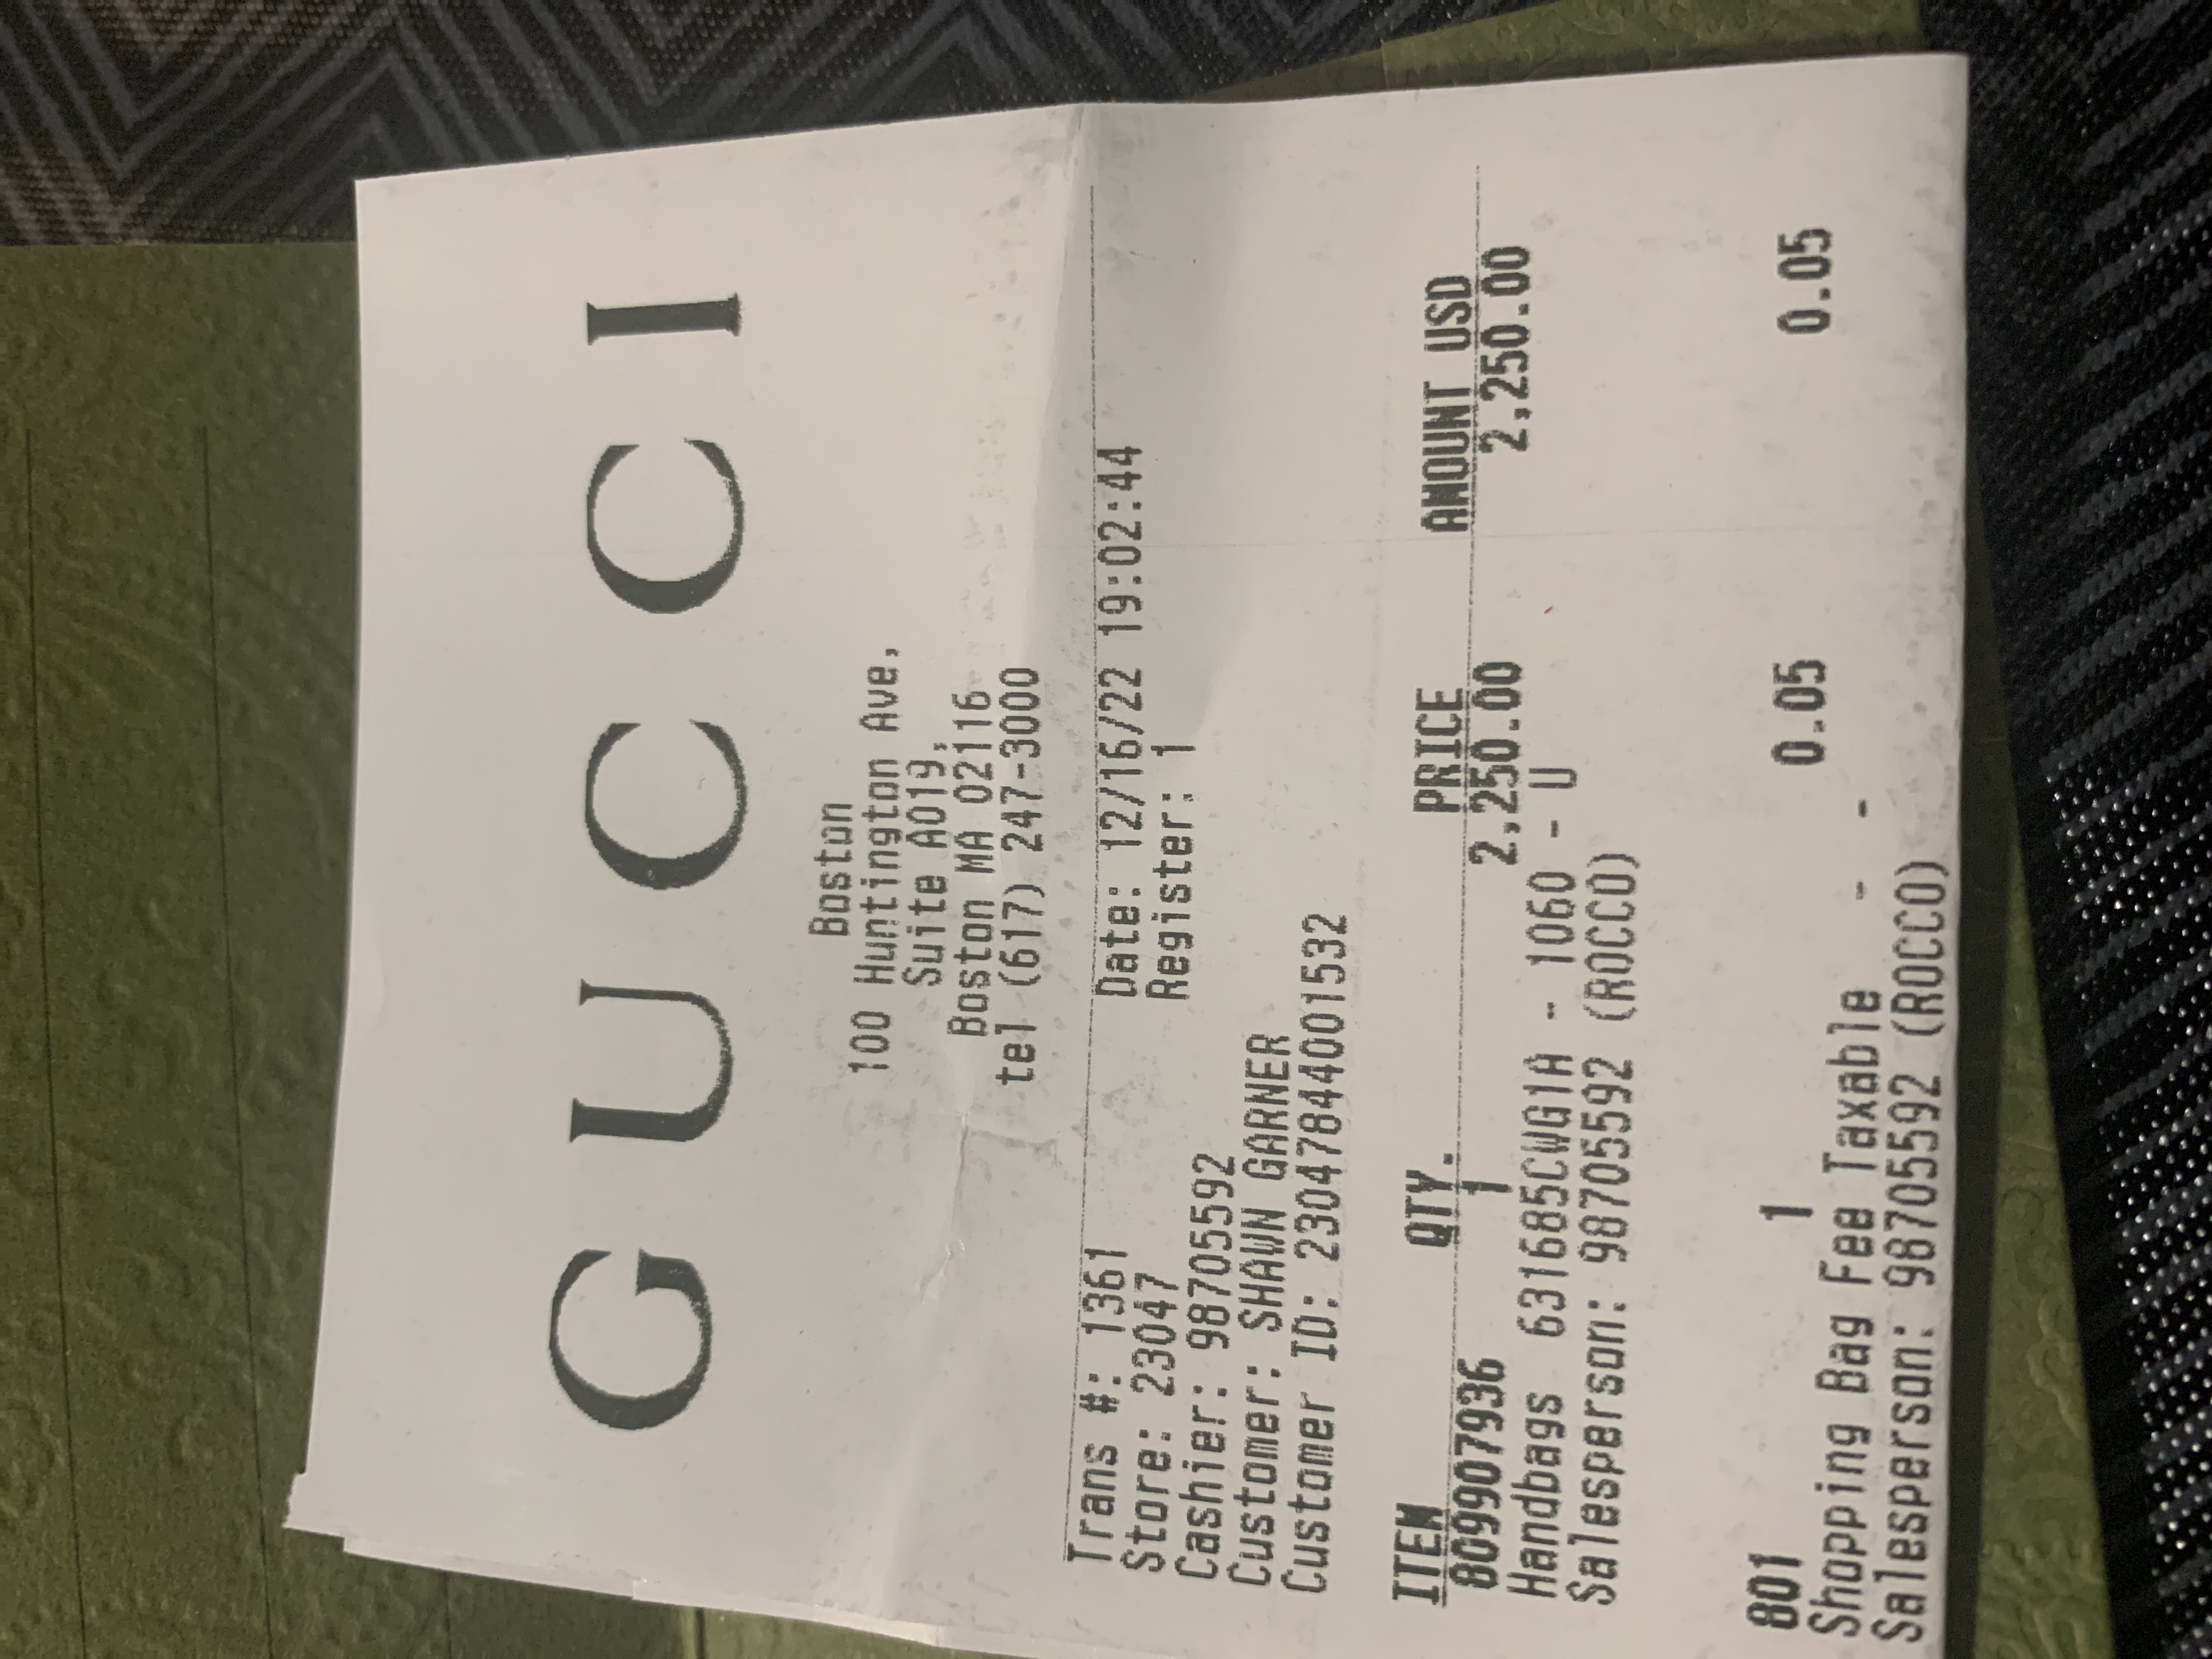 GUCCI
Boston
100 Huntington Ave,
Suite A019,
Boston MA 02116
tel (617) 247-3000
Trans #: 1361 Date: 12/16/22 19:02:44
Store: 23047 Register: 1
Cashier: 98705592
Customer: SHAWN GARNER
Customer ID: 23047844001532
ITEM QTY. PRICE AMOUNT USD
809907936 1 2,250.00 2,250.00
Handbags 631685CWG1A - 1060 - U
Salesperson: 98705592 (ROCCO)
801 1 0.05 0.05
Shopping Bag Fee Taxable - -
Salesperson: 98705592 (ROCCO)